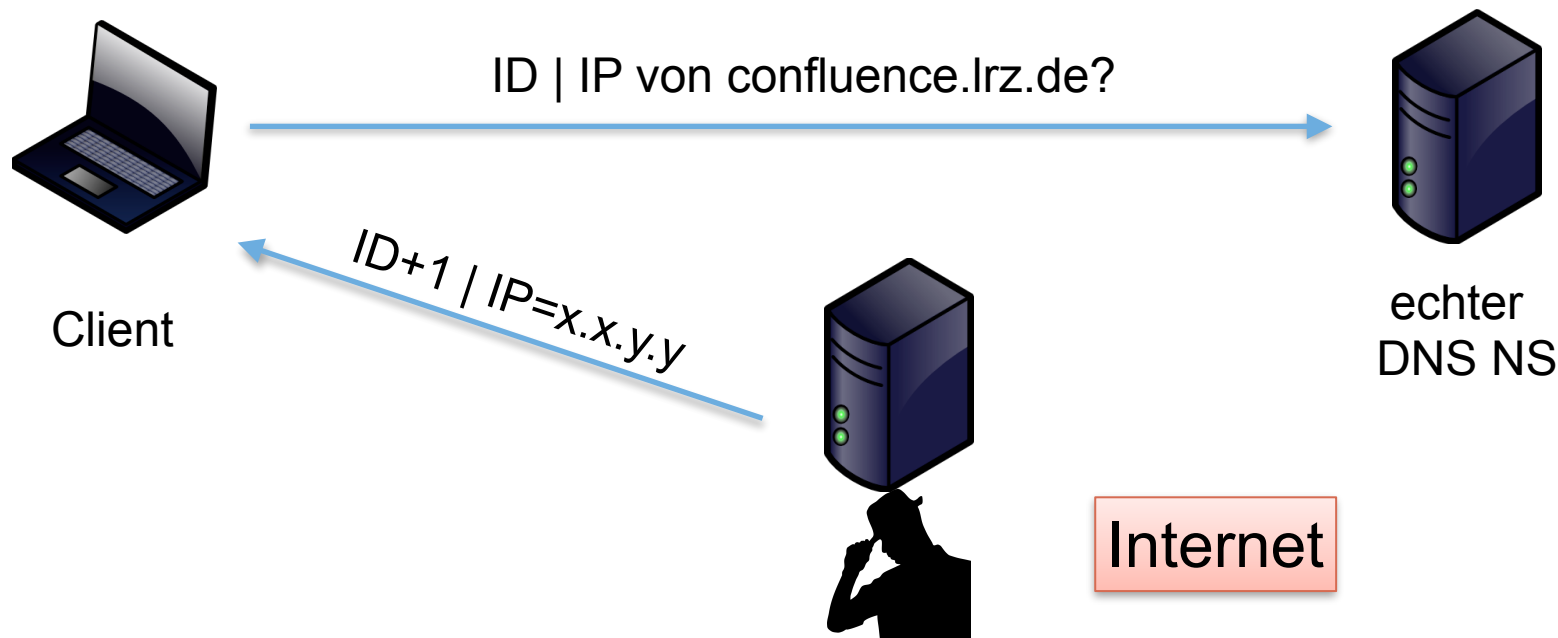 ID | IP von confluence.lrz.de?
ID+1 | IP=x.x.y.y
Client
echter
DNS NS
Internet